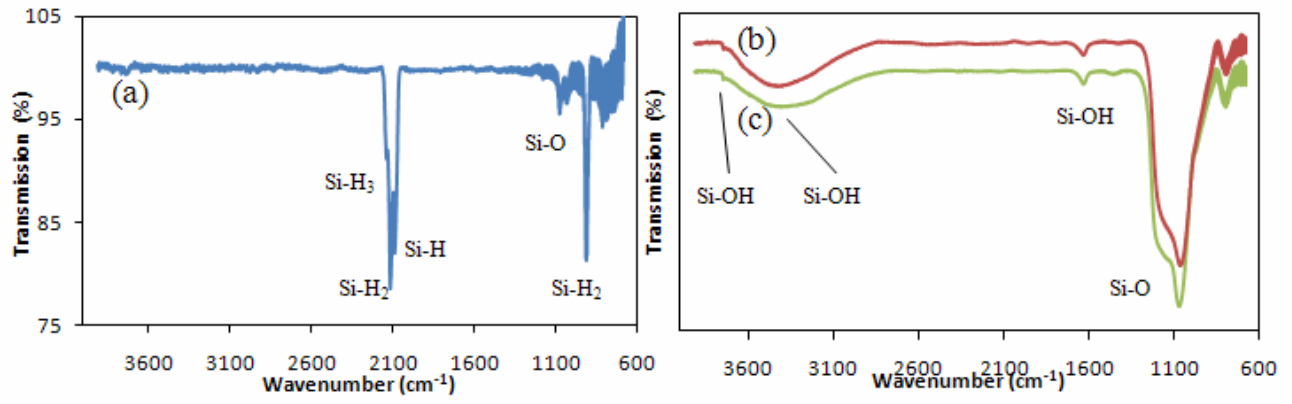 105
95
85
75
Transmission (%)
(a)
Si-H₃
Si-H₂
Si-H
Si-O
Si-H₂
3600 3100 2600 2100 1600 1100 600
Wavenumber (cm⁻¹)
Transmission (%)
(b)
(c)
Si-OH
Si-OH
Si-OH
Si-O
3600 3100 2600 2100 1600 1100 600
Wavenumber (cm⁻¹)